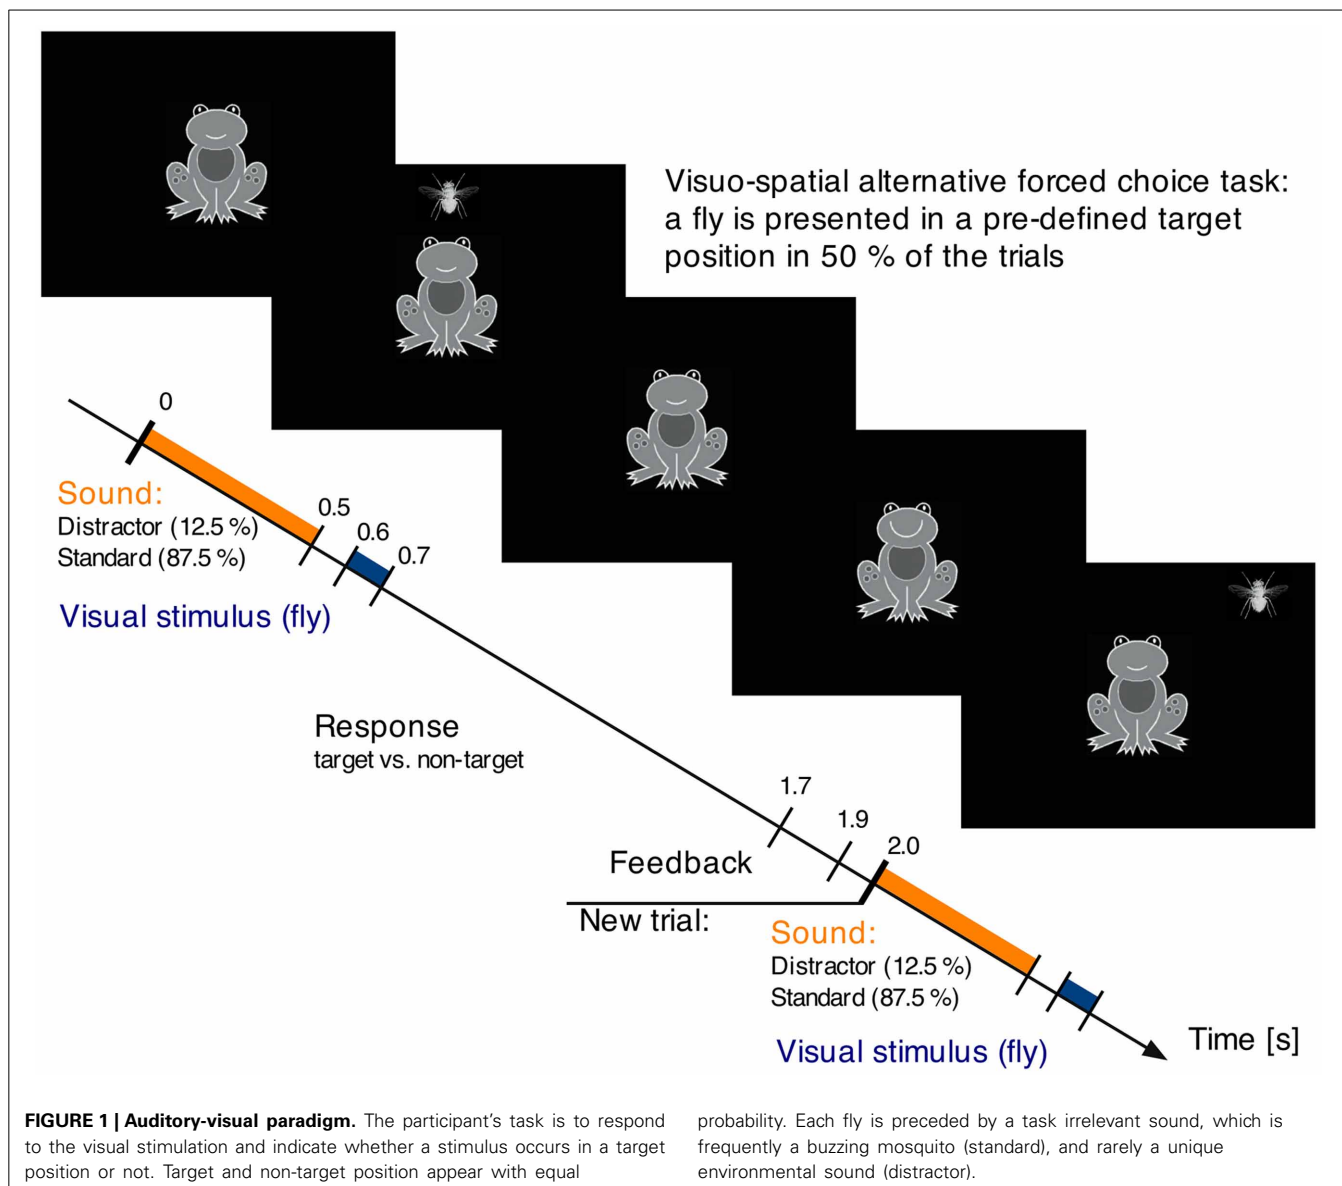 Visuo-spatial alternative forced choice task:
a fly is presented in a pre-defined target
position in 50 % of the trials
0
Sound:
Distractor (12.5 %)
Standard (87.5 %)
0.5
0.6
0.7
Visual stimulus (fly)
Response
target vs. non-target
1.7
1.9
2.0
Feedback
New trial:
Sound:
Distractor (12.5 %)
Standard (87.5 %)
Visual stimulus (fly)
Time [s]
FIGURE 1 | Auditory-visual paradigm. The participant’s task is to respond
to the visual stimulation and indicate whether a stimulus occurs in a target
position or not. Target and non-target position appear with equal
probability. Each fly is preceded by a task irrelevant sound, which is
frequently a buzzing mosquito (standard), and rarely a unique
environmental sound (distractor).